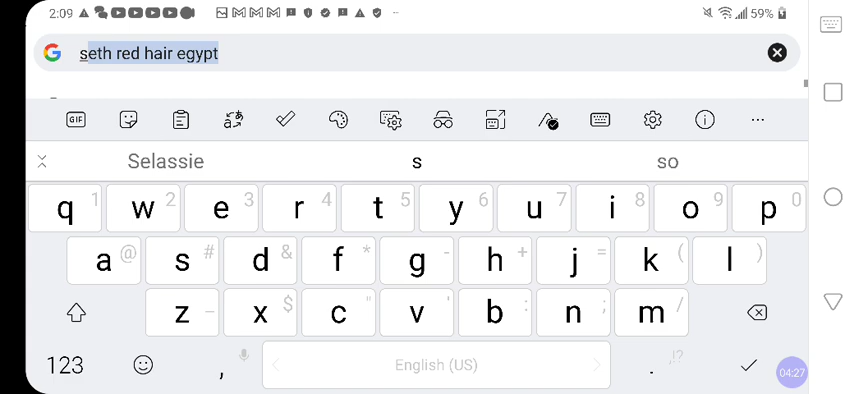 2:09 59%
seth red hair egypt
GIF
Selassie s so
q 1 w 2 e 3 r 4 t 5 y 6 u 7 i 8 o 9 p 0
a @ s # d & f * g - h + j = k ( l )
z _ x $ c " v ' b : n ; m /
123 , English (US) . ,!?
04:27